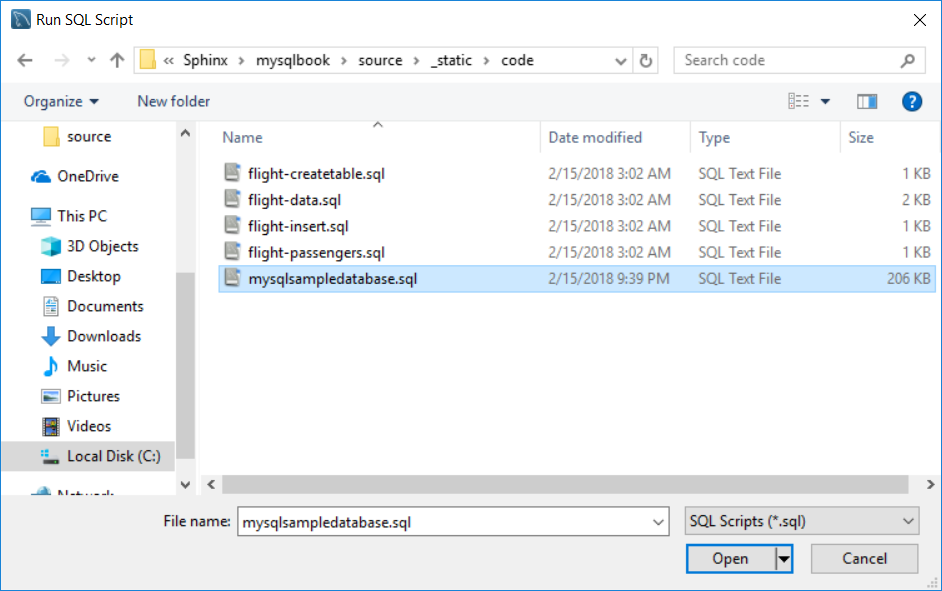 Run SQL Script
« Sphinx > mysqlbook > source > _static > code
Search code
Organize
New folder
?
Name Date modified Type Size
source
OneDrive
This PC
3D Objects
Desktop
Documents
Downloads
Music
Pictures
Videos
Local Disk (C:)
Network
flight-createtable.sql 2/15/2018 3:02 AM SQL Text File 1 KB
flight-data.sql 2/15/2018 3:02 AM SQL Text File 2 KB
flight-insert.sql 2/15/2018 3:02 AM SQL Text File 1 KB
flight-passengers.sql 2/15/2018 3:02 AM SQL Text File 1 KB
mysqlsampledatabase.sql 2/15/2018 9:39 PM SQL Text File 206 KB
File name: mysqlsampledatabase.sql
SQL Scripts (*.sql)
Open
Cancel